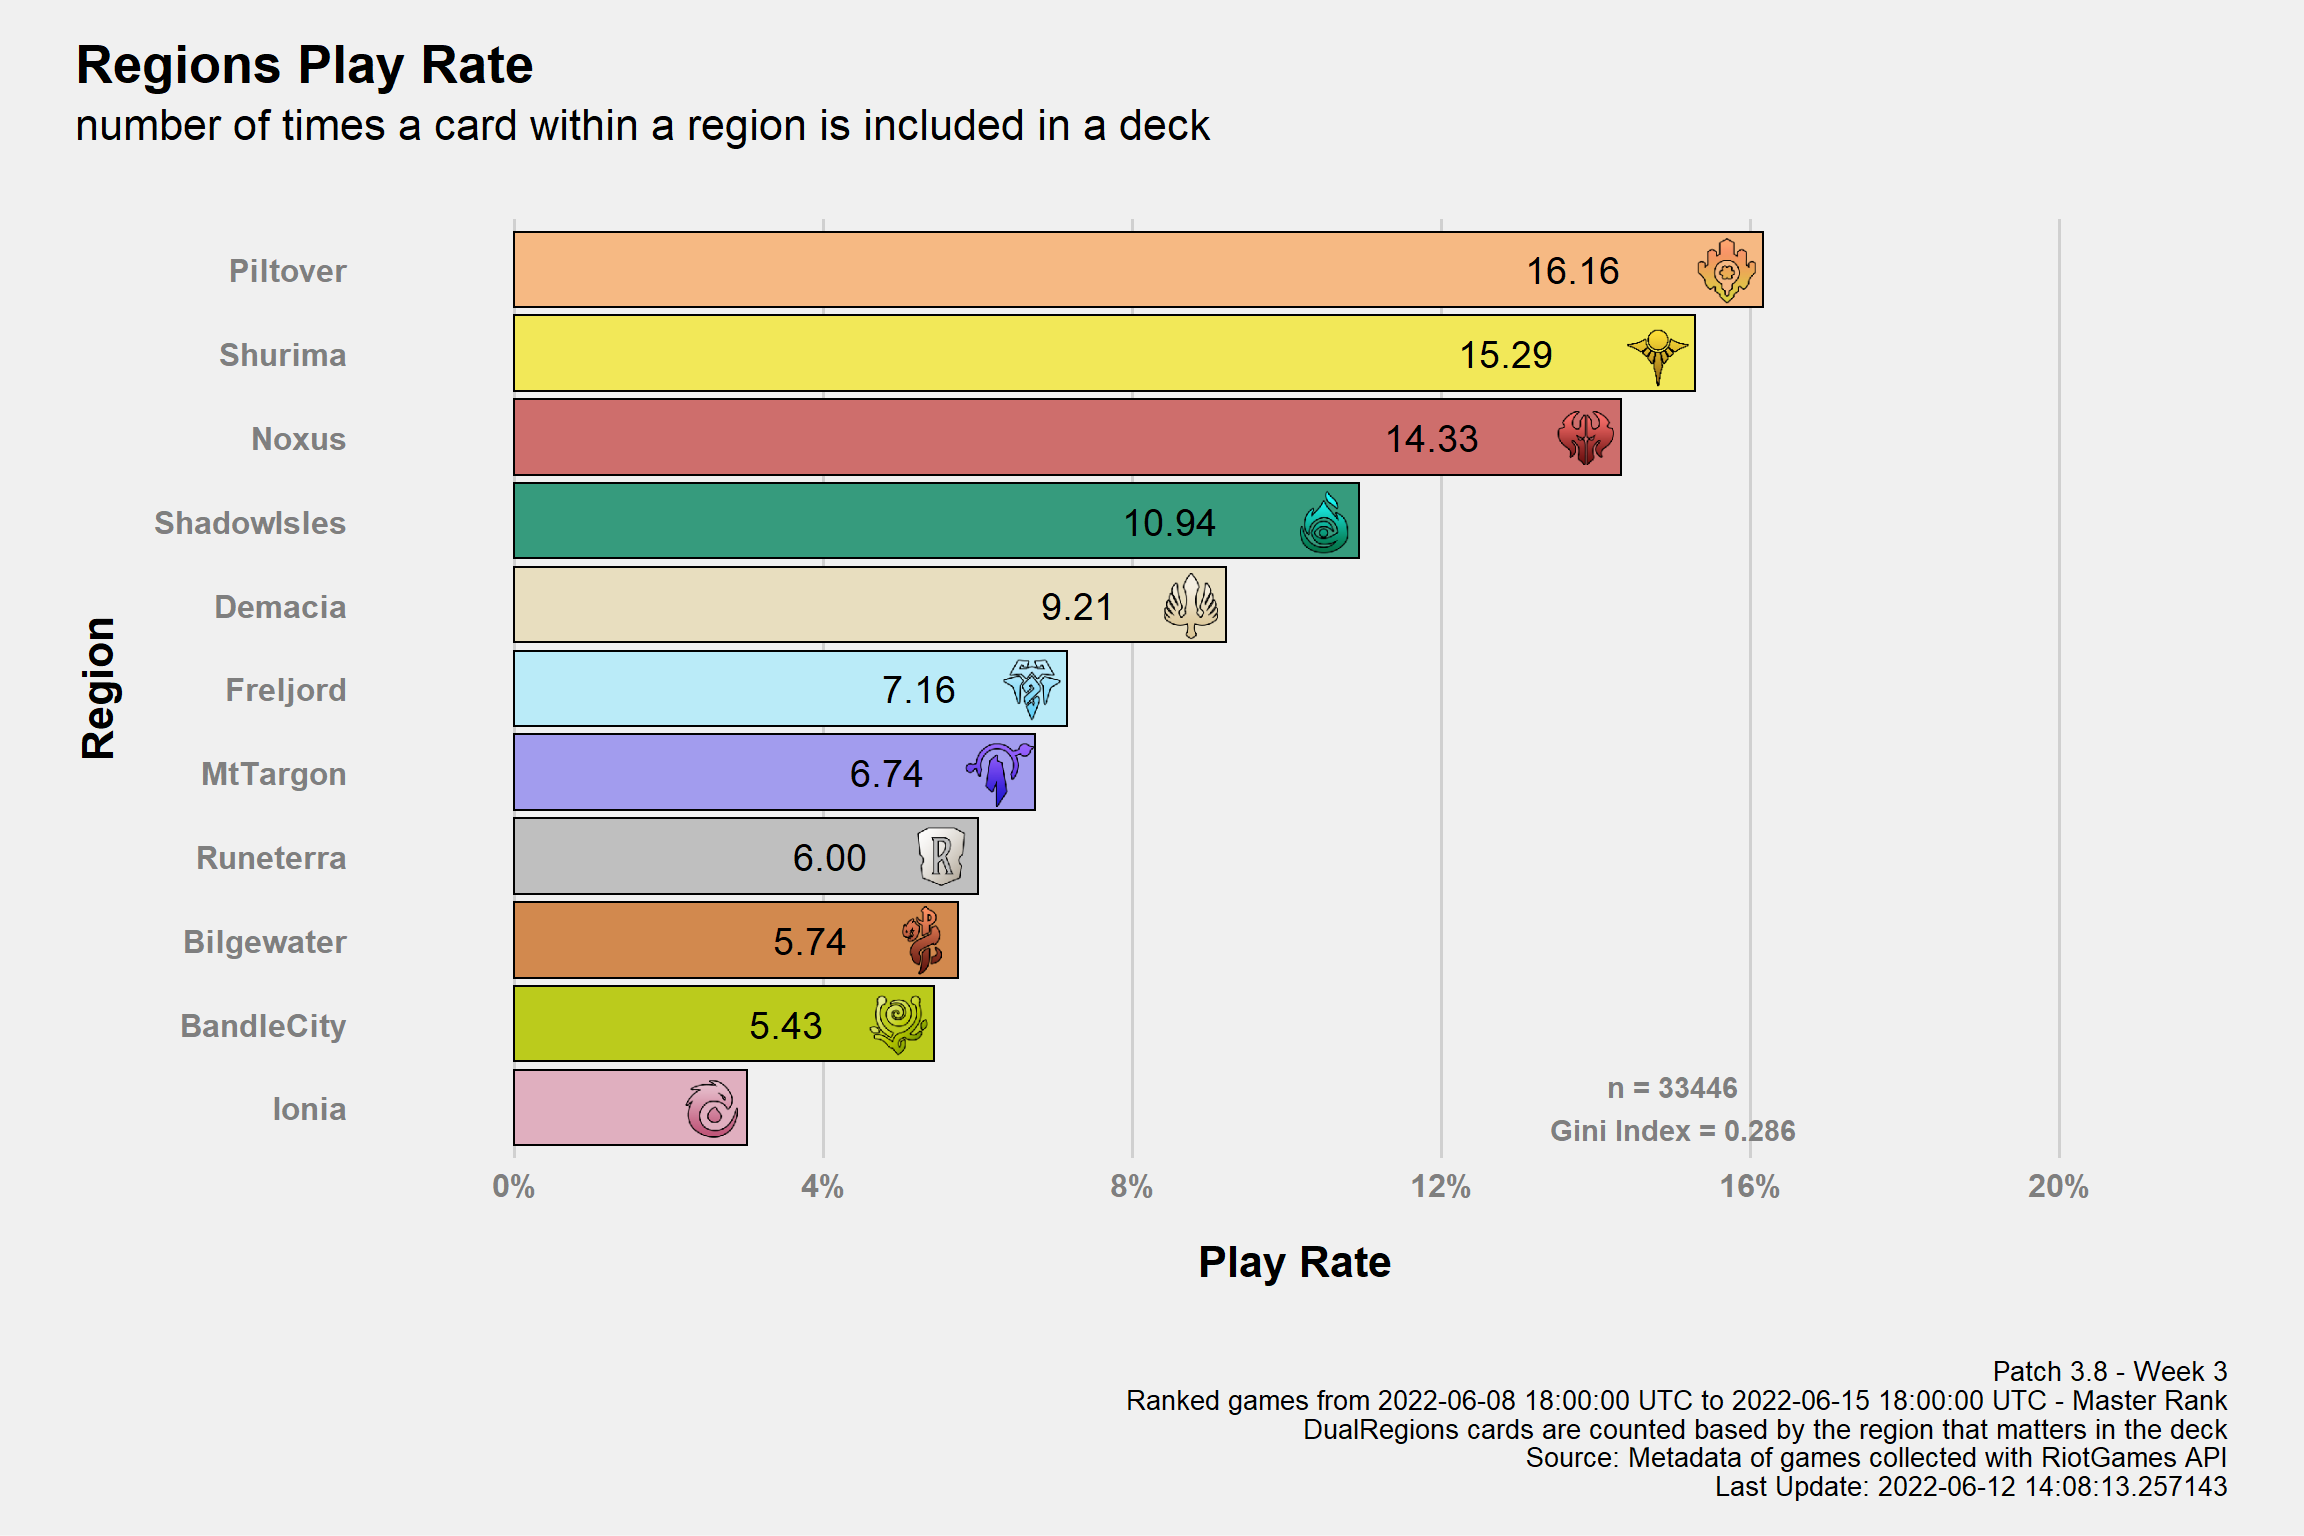 Regions Play Rate
number of times a card within a region is included in a deck
Piltover 16.16
Shurima 15.29
Noxus 14.33
ShadowIsles 10.94
Demacia 9.21
Freljord 7.16
MtTargon 6.74
Runeterra 6.00 R
Bilgewater 5.74
BandleCity 5.43
Ionia
Region
n = 33446
Gini Index = 0.286
0% 4% 8% 12% 16% 20%
Play Rate
Patch 3.8 - Week 3
Ranked games from 2022-06-08 18:00:00 UTC to 2022-06-15 18:00:00 UTC - Master Rank
DualRegions cards are counted based by the region that matters in the deck
Source: Metadata of games collected with RiotGames API
Last Update: 2022-06-12 14:08:13.257143